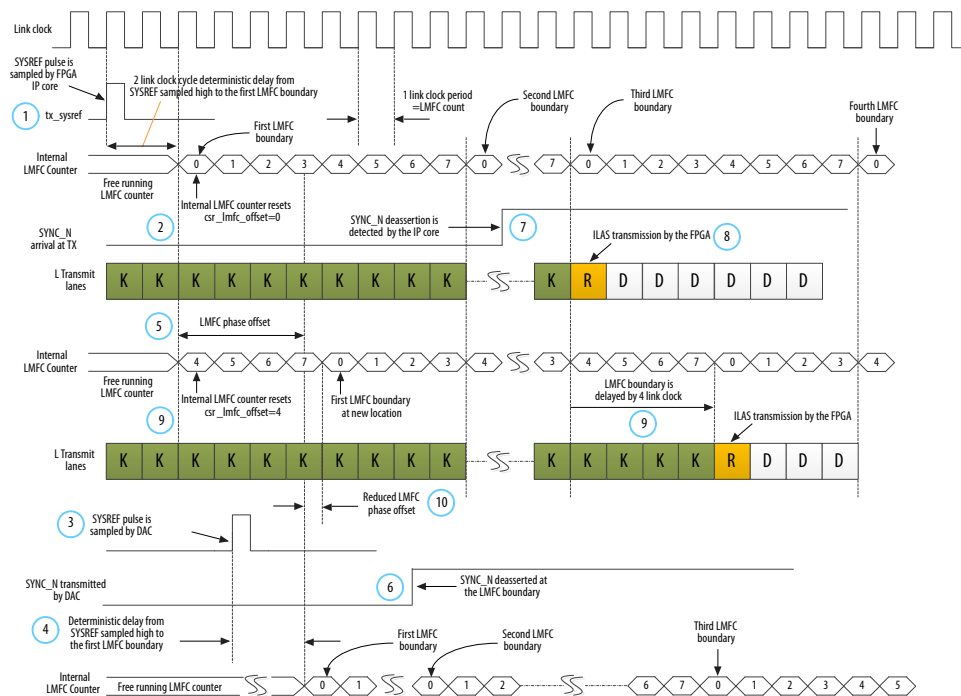 Link clock
SYSREF pulse is
sampled by FPGA
IP core
2 link clock cycle deterministic delay from
SYSREF sampled high to the first LMFC boundary
1 link clock period
=LMFC count
Second LMFC
boundary
Third LMFC
boundary
Fourth LMFC
boundary
1
tx_sysref
First LMFC
boundary
Internal
LMFC Counter
0 1 2 3 4 5 6 7 0 7 0 1 2 3 4 5 6 7 0
Free running
LMFC counter
Internal LMFC counter resets
csr_lmfc_offset=0
2
SYNC_N deassertion is
detected by the IP core
7
ILAS transmission by the FPGA
8
SYNC_N
arrival at TX
L Transmit
lanes
K K K K K K K K K K K R D D D D D D
5
LMFC phase offset
Internal
LMFC Counter
4 5 6 7 0 1 2 3 4 3 4 5 6 7 0 1 2 3 4
Free running
LMFC counter
Internal LMFC counter resets
csr_lmfc_offset=4
First LMFC boundary
at new location
LMFC boundary is
delayed by 4 link clock
9
9
ILAS transmission by the FPGA
L Transmit
lanes
K K K K K K K K K K K K K K K R D D D
Reduced LMFC
phase offset
10
3
SYSREF pulse is
sampled by DAC
SYNC_N transmitted
by DAC
6
SYNC_N deasserted at
the LMFC boundary
4
Deterministic delay from
SYSREF sampled high to
the first LMFC boundary
First LMFC
boundary
Second LMFC
boundary
Third LMFC
boundary
Internal
LMFC Counter
Free running LMFC counter
0 1 0 1 2 6 7 0 1 2 3 4 5